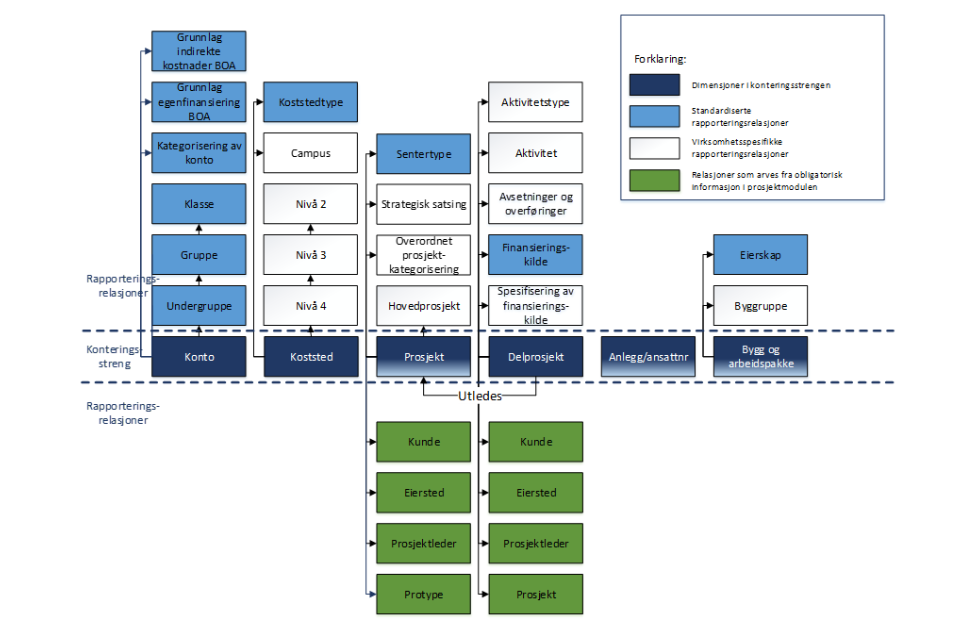 Grunnlag
indirekte
kostnader BOA
Grunnlag
egenfinansiering
BOA
Kategorisering av
konto
Klasse
Gruppe
Undergruppe
Koststedtype
Campus
Nivå 2
Nivå 3
Nivå 4
Sentertype
Strategisk satsing
Overordnet
prosjekt-
kategorisering
Hovedprosjekt
Aktivitetstype
Aktivitet
Avsetninger og
overføringer
Finansierings-
kilde
Spesifisering av
finansierings-
kilde
Eierskap
Byggruppe
Forklaring:
Dimensjoner i konteringsstrengen
Standardiserte
rapporteringsrelasjoner
Virksomhetsspesifikke
rapporteringsrelasjoner
Relasjoner som arves fra obligatorisk
informasjon i prosjektmodulen
Rapporterings-
relasjoner
Konterings-
streng
Konto
Koststed
Prosjekt
Delprosjekt
Anlegg/ansattnr
Bygg og
arbeidspakke
Utledes
Rapporterings-
relasjoner
Kunde
Eiersted
Prosjektleder
Protype
Kunde
Eiersted
Prosjektleder
Prosjekt